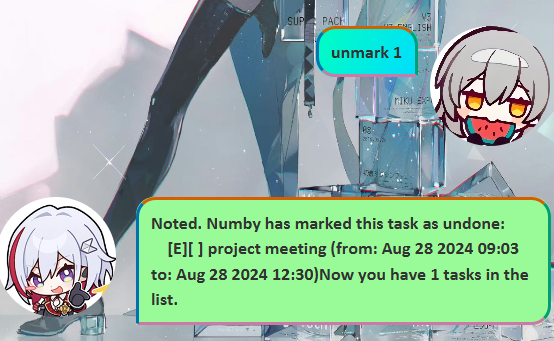 SUP PACK
V3
V3 ENGLISH
unmark 1
MIKU EXP
Noted. Numby has marked this task as undone:
[E][ ] project meeting (from: Aug 28 2024 09:03
to: Aug 28 2024 12:30)Now you have 1 tasks in the
list.